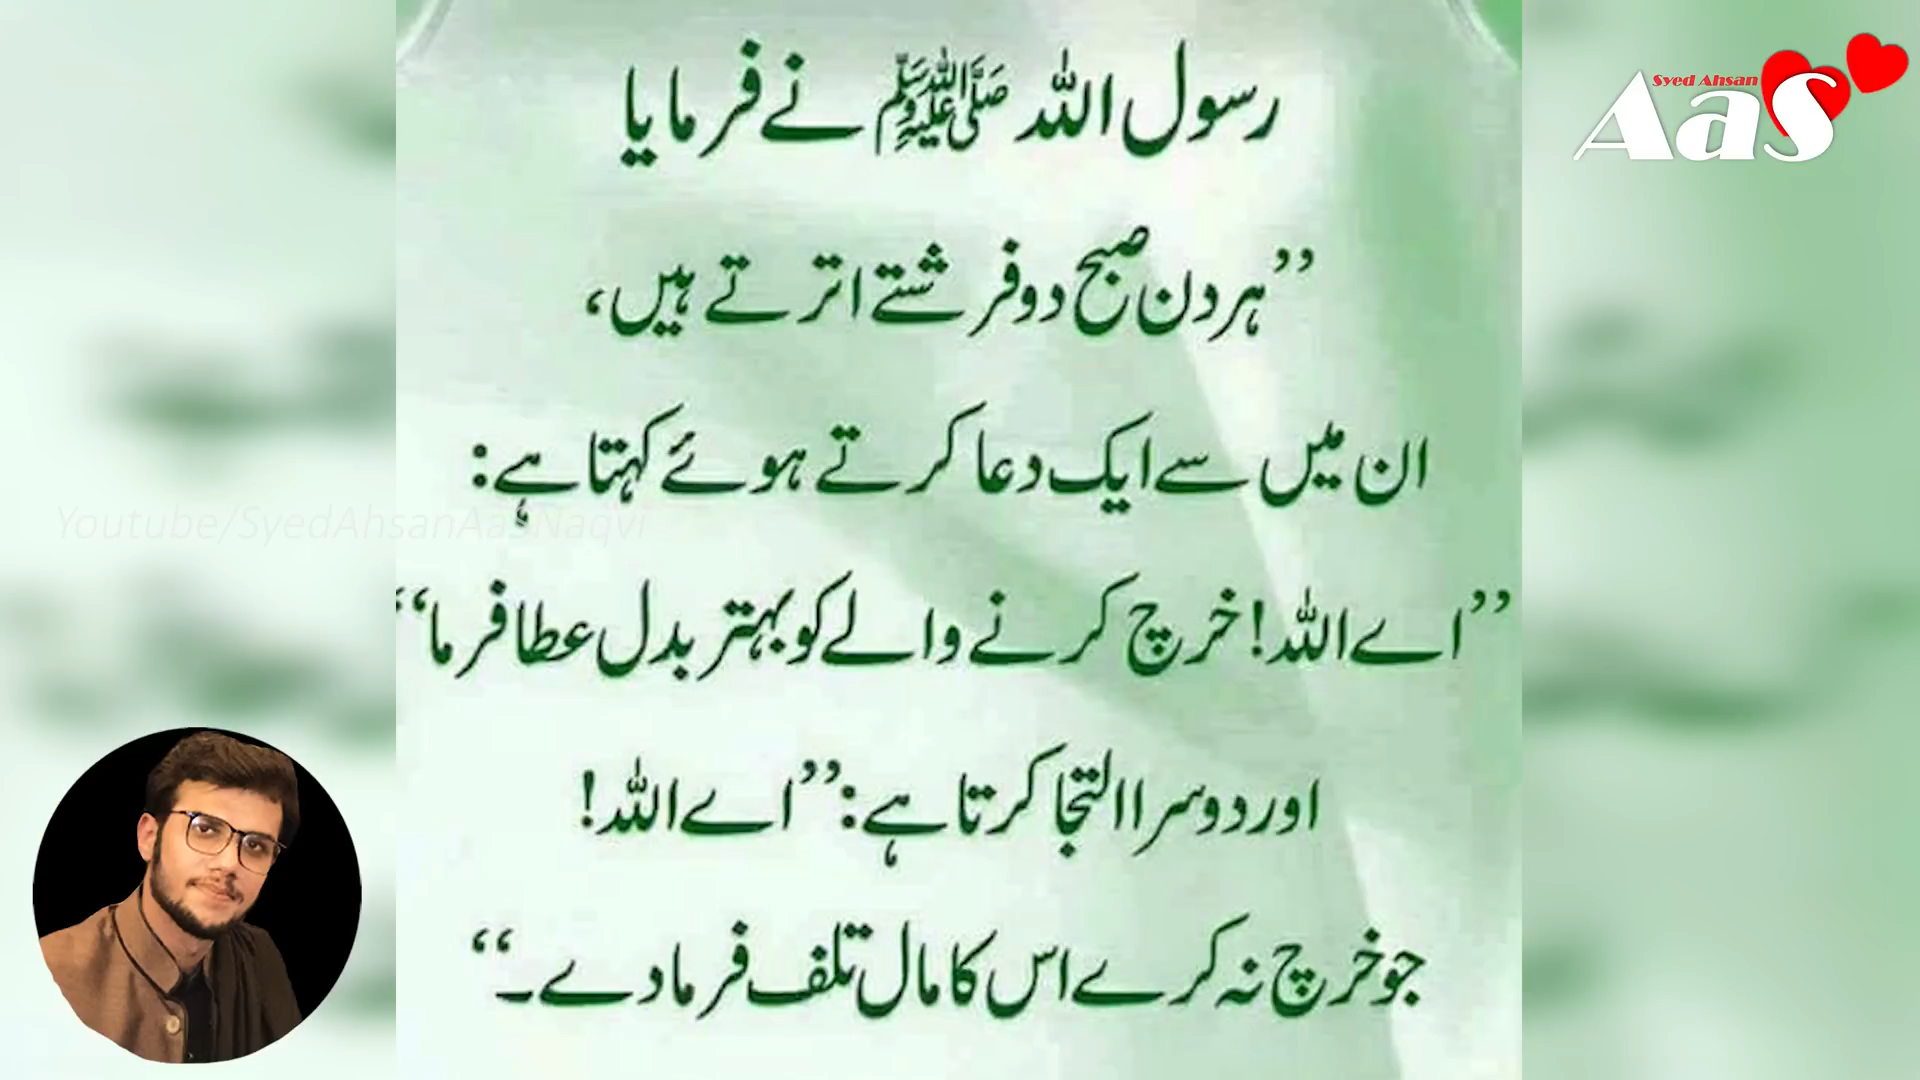 رسول اللہ ﷺ نے فرمایا
’’ہر دن صبح دو فرشتے اترتے ہیں،
ان میں سے ایک دعا کرتے ہوئے کہتا ہے:
’’اے اللہ! خرچ کرنے والے کو بہتر بدل عطا فرما‘‘
اور دوسرا التجا کرتا ہے: ’’اے اللہ!
جو خرچ نہ کرے اس کا مال تلف فرما دے۔‘‘
Syed Ahsan
AaS
Youtube/SyedAhsanAasNaqvi